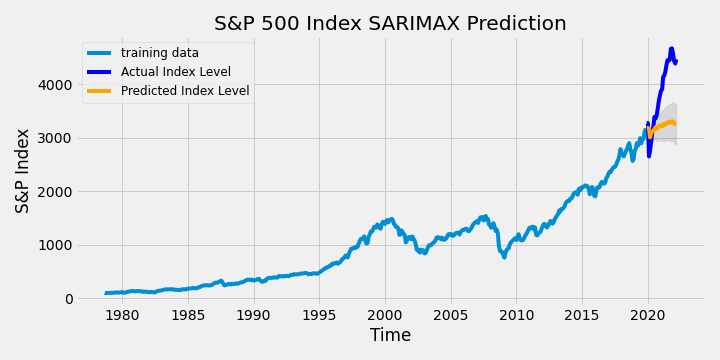 S&P 500 Index SARIMAX Prediction
training data
Actual Index Level
Predicted Index Level
S&P Index
4000
3000
2000
1000
0
1980 1985 1990 1995 2000 2005 2010 2015 2020
Time